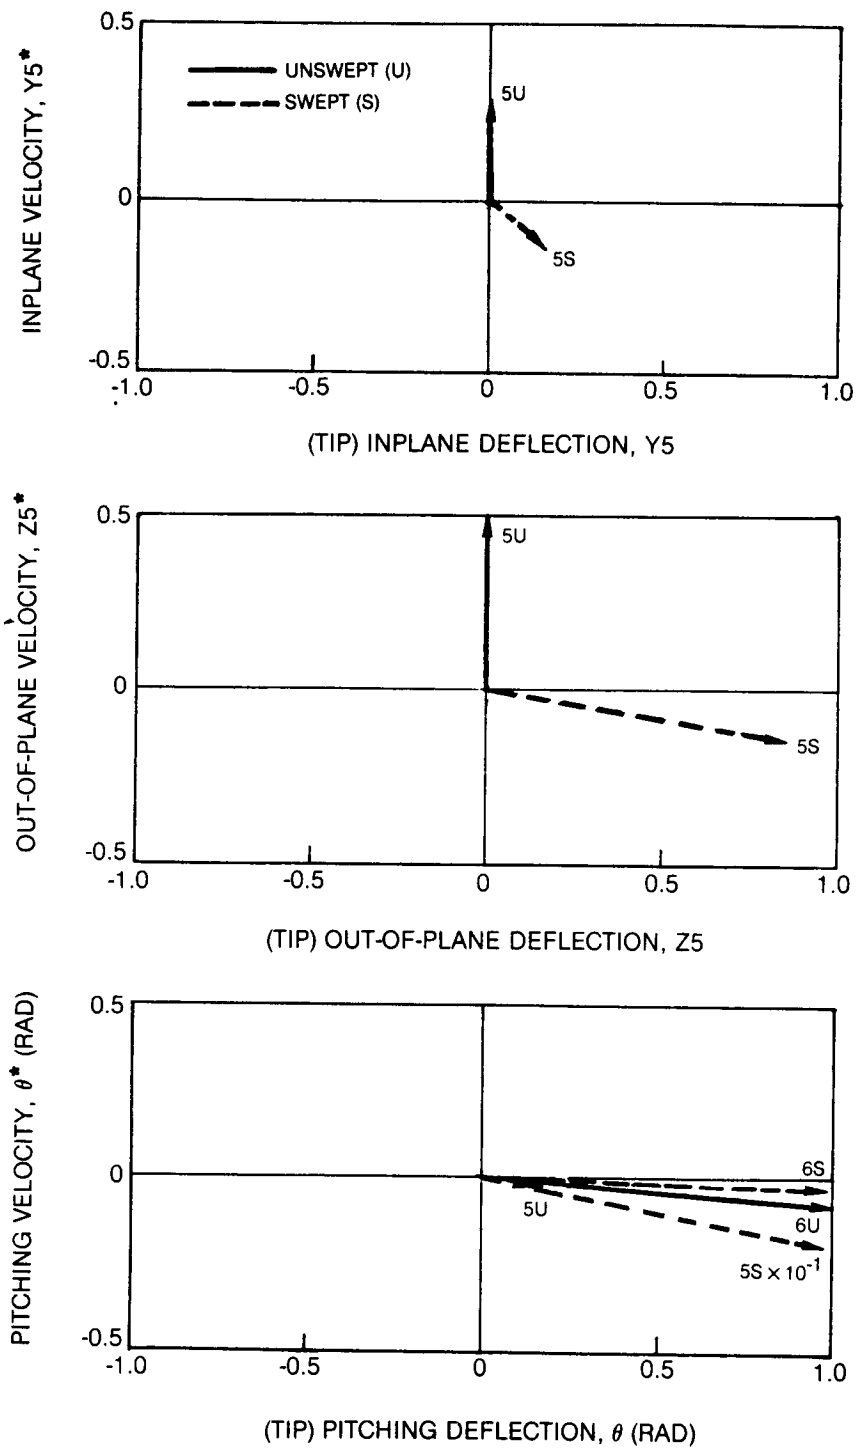 INPLANE VELOCITY, Y5*
0.5
0
-0.5
UNSWEPT (U)
SWEPT (S)
5U
5S
-1.0 -0.5 0 0.5 1.0
(TIP) INPLANE DEFLECTION, Y5
OUT-OF-PLANE VELOCITY, Z5*
0.5
0
-0.5
5U
5S
-1.0 -0.5 0 0.5 1.0
(TIP) OUT-OF-PLANE DEFLECTION, Z5
PITCHING VELOCITY, θ* (RAD)
0.5
0
-0.5
6S
5U
6U
5S × 10⁻¹
-1.0 -0.5 0 0.5 1.0
(TIP) PITCHING DEFLECTION, θ (RAD)